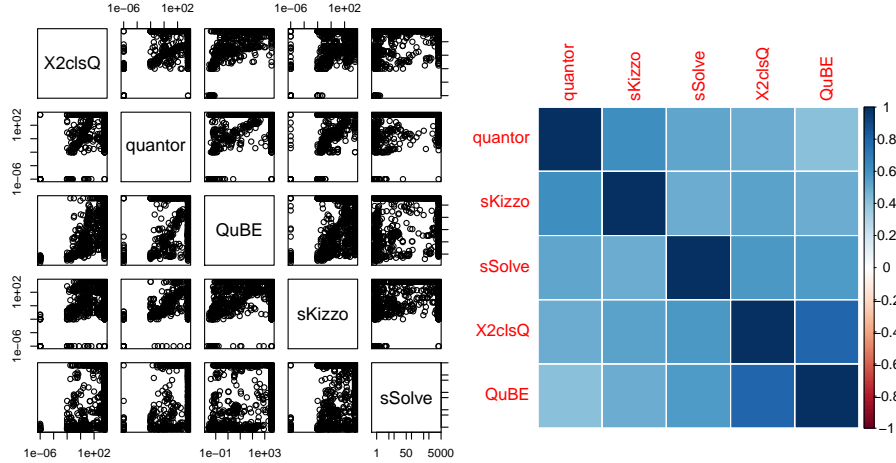 1e−06 1e+02 1e−06 1e+02
X2clsQ
quantor
QuBE
sKizzo
sSolve
1e−06 1e+02
1e−06 1e+02
1e−06 1e+02 1e−01 1e+03 1 50 5000
quantor sKizzo sSolve X2clsQ QuBE
quantor
sKizzo
sSolve
X2clsQ
QuBE
1
0.8
0.6
0.4
0.2
0
−0.2
−0.4
−0.6
−0.8
−1